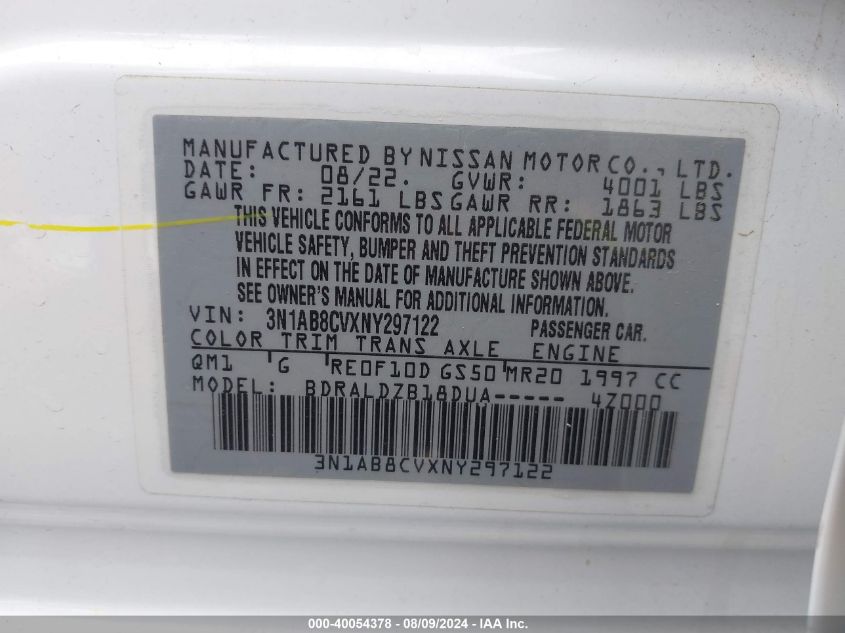 MANUFACTURED BY NISSAN MOTOR CO., LTD.
DATE: 08/22. GVWR: 4001 LBS
GAWR FR: 2161 LBS GAWR RR: 1863 LBS
THIS VEHICLE CONFORMS TO ALL APPLICABLE FEDERAL MOTOR
VEHICLE SAFETY, BUMPER AND THEFT PREVENTION STANDARDS
IN EFFECT ON THE DATE OF MANUFACTURE SHOWN ABOVE.
SEE OWNER'S MANUAL FOR ADDITIONAL INFORMATION.
VIN: 3N1AB8CVXNY297122 PASSENGER CAR.
COLOR TRIM TRANS AXLE ENGINE
QM1 G RE0F10D GS50 MR20 1997 CC
MODEL: BDRALDZB18DUA----- 4Z000
3N1AB8CVXNY297122
000-40054378 - 08/09/2024 - IAA Inc.